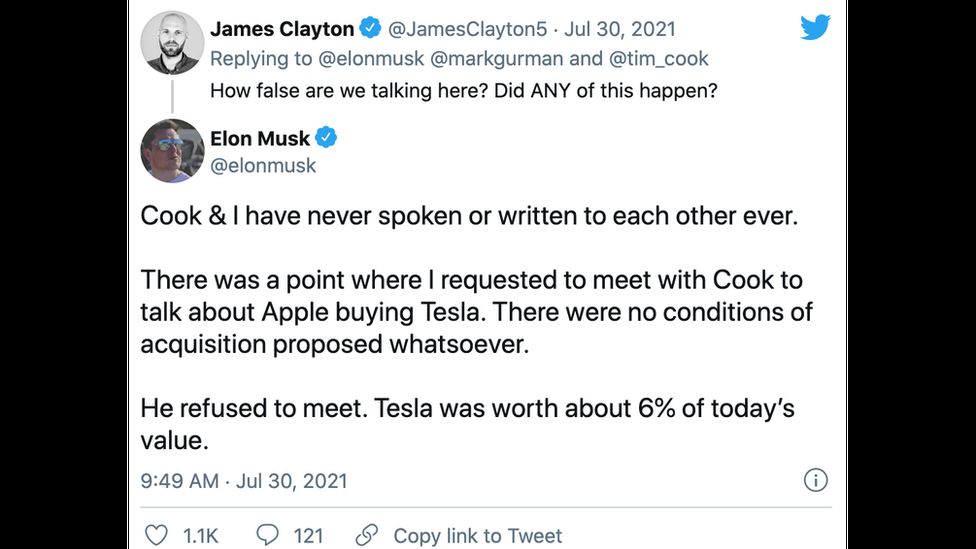 James Clayton @JamesClayton5 · Jul 30, 2021
Replying to @elonmusk @markgurman and @tim_cook
How false are we talking here? Did ANY of this happen?
Elon Musk
@elonmusk
Cook & I have never spoken or written to each other ever.
There was a point where I requested to meet with Cook to
talk about Apple buying Tesla. There were no conditions of
acquisition proposed whatsoever.
He refused to meet. Tesla was worth about 6% of today's
value.
9:49 AM · Jul 30, 2021
1.1K 121 Copy link to Tweet